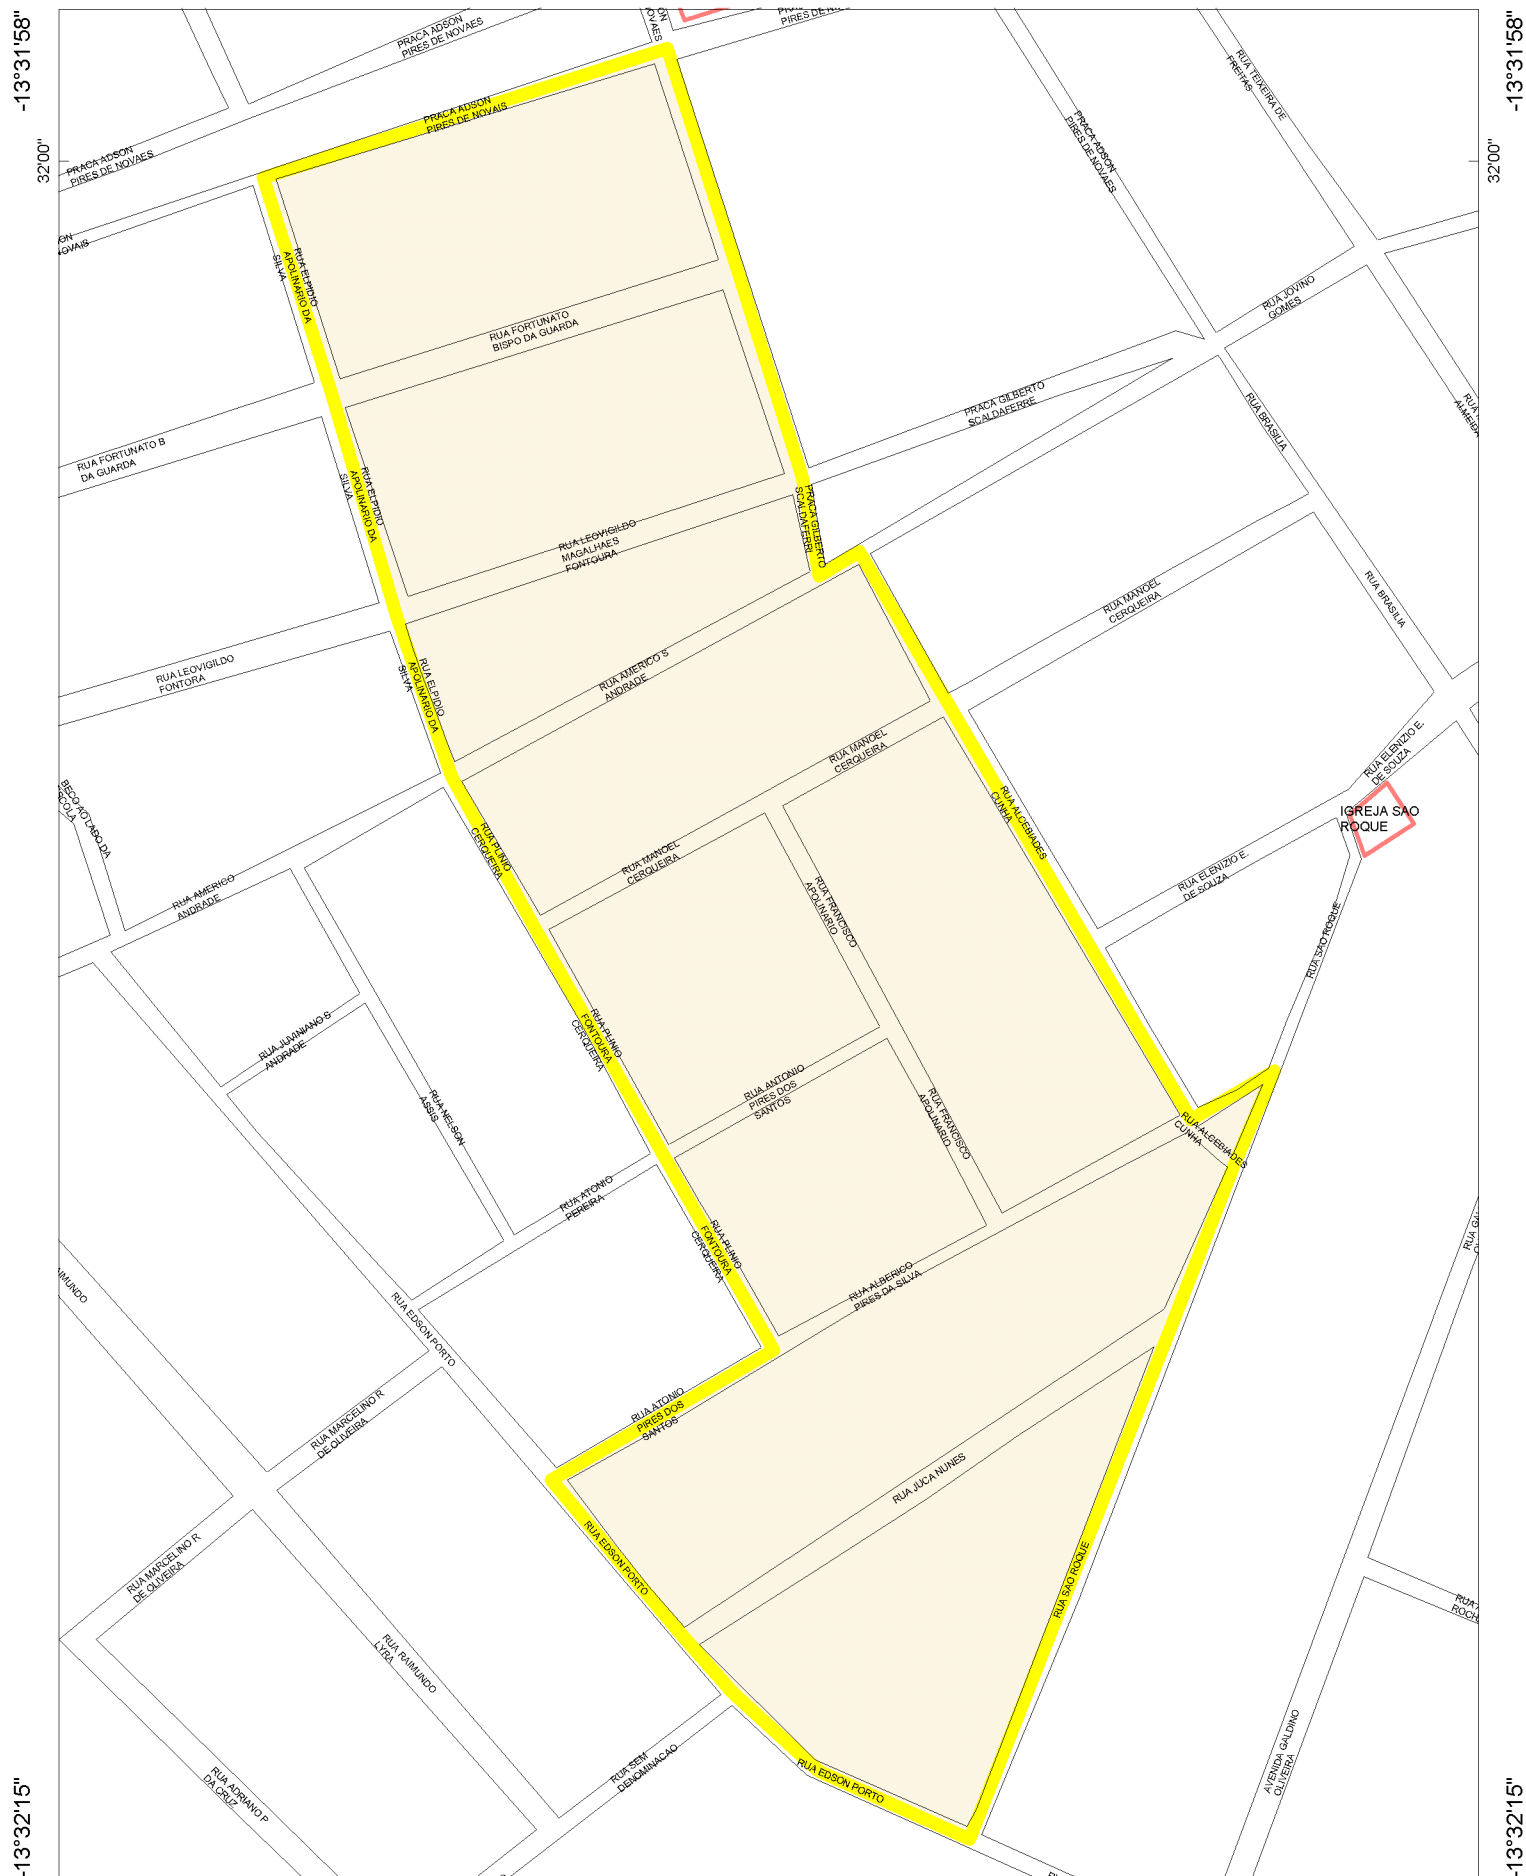 -13°31'58"
-13°31'58"
PRACA ADSON
PIRES DE NOVAES
NOVAES
RUA TEIXEIRA DE
FREITAS
PRACA ADSON
PIRES DE NOVAIS
PRACA ADSON
PIRES DE NOVAES
PRACA ADSON
PIRES DE NOVAES
32'00"
32'00"
RUA ELPIDIO
APOLINARIO DA
SILVA
RUA JOVINO
GOMES
RUA FORTUNATO
BISPO DA GUARDA
PRACA GILBERTO
SCALDAFERRE
RUA BRASILIA
RUA FORTUNATO B
DA GUARDA
RUA ELPIDIO
APOLINARIO DA
SILVA
PRACA GILBERTO
SCALDAFERRI
RUA LEOVIGILDO
MAGALHAES
FONTOURA
RUA MANOEL
CERQUEIRA
RUA BRASILIA
RUA LEOVIGILDO
FONTORA
RUA ELPIDIO
APOLINARIO DA
SILVA
RUA AMERICO S
ANDRADE
RUA MANOEL
CERQUEIRA
RUA ELENIZIO E.
DE SOUZA
IGREJA SAO
ROQUE
BECO AO LADO DA
RUA ALCEBIADES
CUNHA
RUA PLINIO
CERQUEIRA
RUA MANOEL
CERQUEIRA
RUA ELENIZIO E.
DE SOUZA
RUA AMERICO
ANDRADE
RUA FRANCISCO
APOLINARIO
RUA SAO ROQUE
RUA JUVINIANO S
ANDRADE
RUA PLINIO
FONTOURA
CERQUEIRA
RUA ANTONIO
PIRES DOS
SANTOS
RUA NELSON
ASSIS
RUA FRANCISCO
APOLINARIO
RUA ALCEBIADES
CUNHA
RUA ATONIO
PEREIRA
RUA PLINIO
FONTOURA
CERQUEIRA
RUA ALBERICO
PIRES DA SILVA
RUA EDSON PORTO
RUA MARCELINO R
DE OLIVEIRA
RUA ATONIO
PIRES DOS
SANTOS
RUA JUCA NUNES
RUA EDSON PORTO
RUA MARCELINO R
DE OLIVEIRA
RUA SAO ROQUE
RUA RAIMUNDO
LYRA
RUA SEM
DENOMINACAO
RUA EDSON PORTO
AVENIDA GALDINO
OLIVEIRA
RUA ADRIANO P
DA CRUZ
-13°32'15"
-13°32'15"